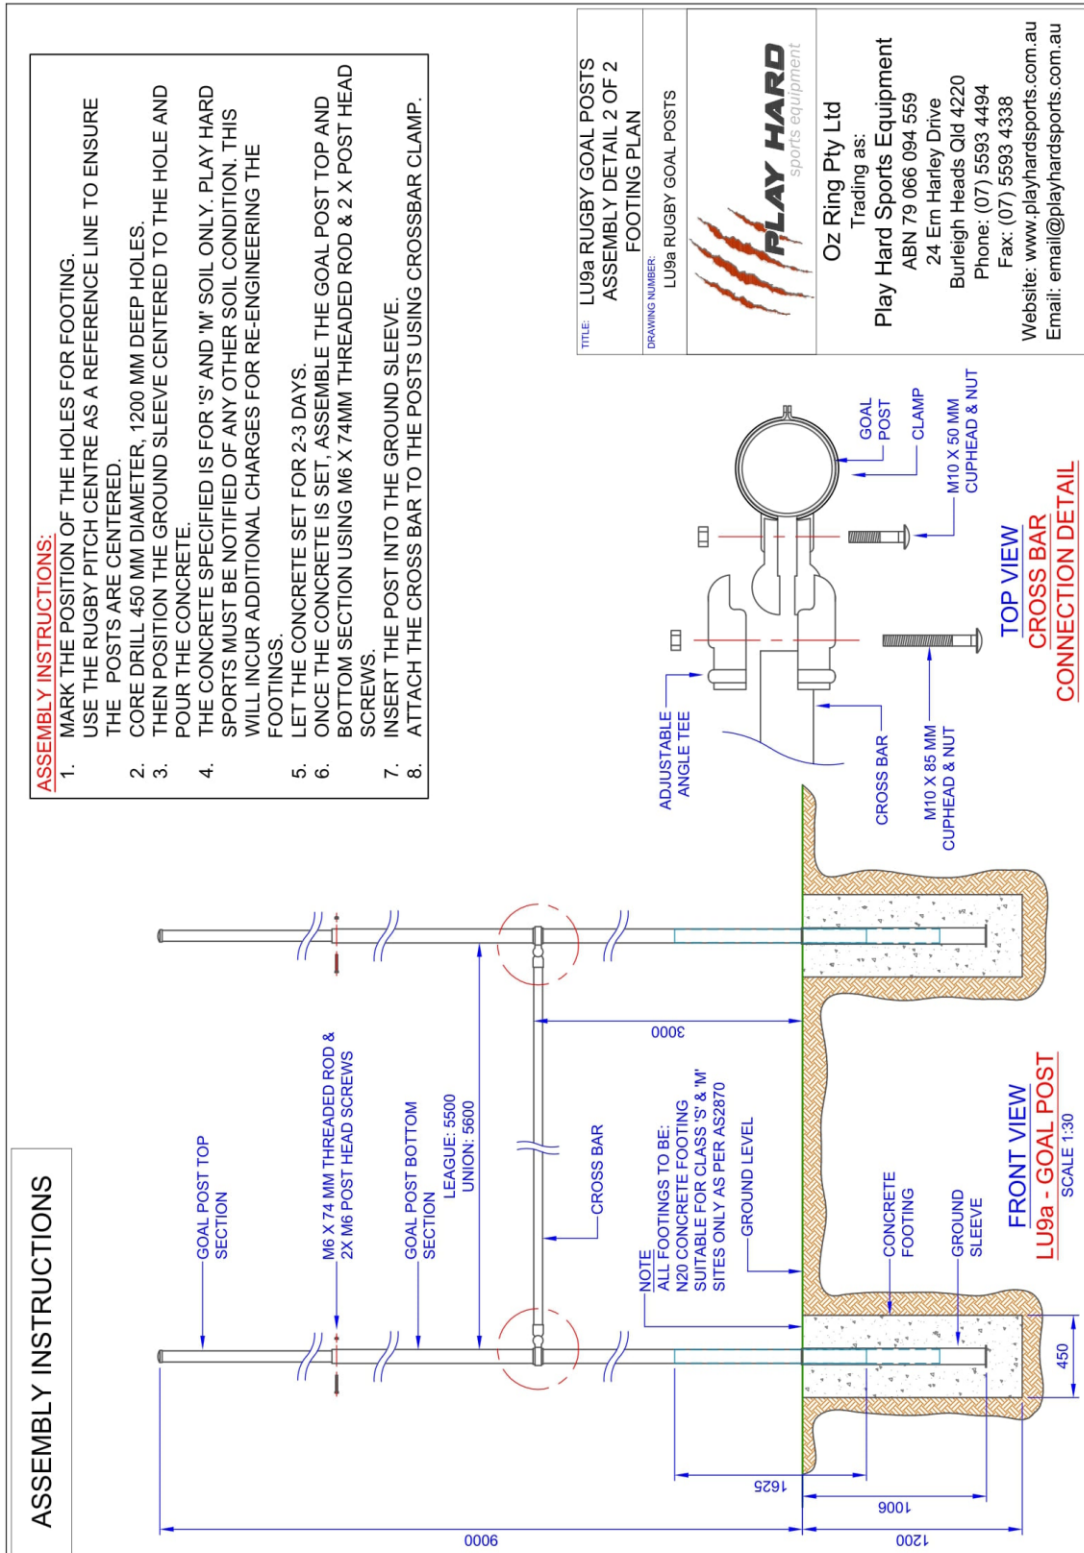 ASSEMBLY INSTRUCTIONS
ASSEMBLY INSTRUCTIONS:
1. MARK THE POSITION OF THE HOLES FOR FOOTING.
USE THE RUGBY PITCH CENTRE AS A REFERENCE LINE TO ENSURE
THE POSTS ARE CENTERED.
2. CORE DRILL 450 MM DIAMETER, 1200 MM DEEP HOLES.
3. THEN POSITION THE GROUND SLEEVE CENTERED TO THE HOLE AND
POUR THE CONCRETE.
4. THE CONCRETE SPECIFIED IS FOR 'S' AND 'M' SOIL ONLY. PLAY HARD
SPORTS MUST BE NOTIFIED OF ANY OTHER SOIL CONDITION. THIS
WILL INCUR ADDITIONAL CHARGES FOR RE-ENGINEERING THE
FOOTINGS.
5. LET THE CONCRETE SET FOR 2-3 DAYS.
6. ONCE THE CONCRETE IS SET, ASSEMBLE THE GOAL POST TOP AND
BOTTOM SECTION USING M6 X 74MM THREADED ROD & 2 X POST HEAD
SCREWS.
7. INSERT THE POST INTO THE GROUND SLEEVE.
8. ATTACH THE CROSS BAR TO THE POSTS USING CROSSBAR CLAMP.
GOAL POST TOP
SECTION
M6 X 74 MM THREADED ROD &
2X M6 POST HEAD SCREWS
GOAL POST BOTTOM
SECTION
LEAGUE: 5500
UNION: 5600
CROSS BAR
3000
NOTE
ALL FOOTINGS TO BE:
N20 CONCRETE FOOTING
SUITABLE FOR CLASS 'S' & 'M'
SITES ONLY AS PER AS2870
GROUND LEVEL
CONCRETE
FOOTING
GROUND
SLEEVE
9000
1625
1006
1200
450
FRONT VIEW
LU9a - GOAL POST
SCALE 1:30
ADJUSTABLE
ANGLE TEE
CROSS BAR
M10 X 85 MM
CUPHEAD & NUT
GOAL
POST
CLAMP
M10 X 50 MM
CUPHEAD & NUT
TOP VIEW
CROSS BAR
CONNECTION DETAIL
TITLE: LU9a RUGBY GOAL POSTS
ASSEMBLY DETAIL 2 OF 2
FOOTING PLAN
DRAWING NUMBER:
LU9a RUGBY GOAL POSTS
PLAY HARD
sports equipment
Oz Ring Pty Ltd
Trading as:
Play Hard Sports Equipment
ABN 79 066 094 559
24 Ern Harley Drive
Burleigh Heads Qld 4220
Phone: (07) 5593 4494
Fax: (07) 5593 4338
Website: www.playhardsports.com.au
Email: email@playhardsports.com.au